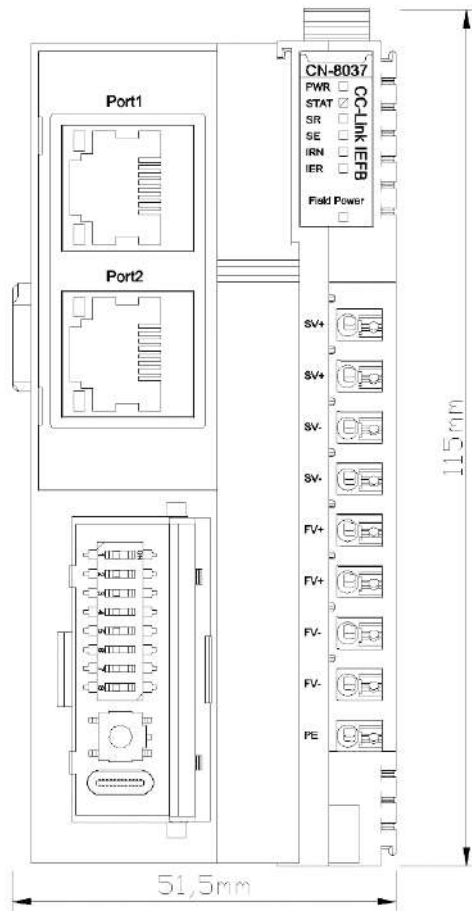 CN-8037
PWR
STAT
SR
SE
IRN
IER
CC-Link IEFB
Field Power
Port1
Port2
SV+
SV+
SV-
SV-
FV+
FV+
FV-
FV-
PE
115mm
51,5mm